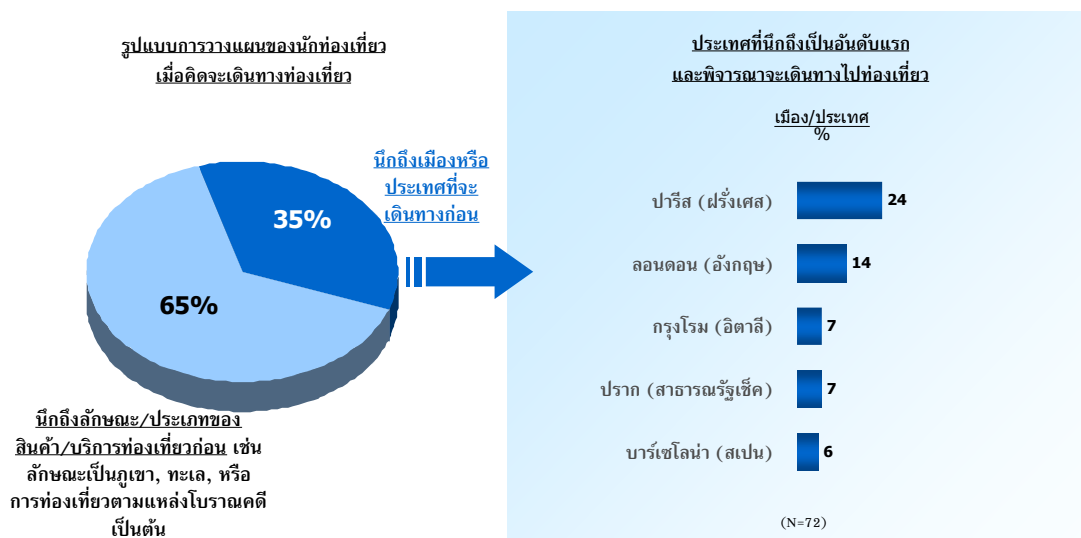 รูปแบบการวางแผนของนักท่องเที่ยว
เมื่อคิดจะเดินทางท่องเที่ยว
35%
65%
นึกถึงเมืองหรือ
ประเทศที่จะ
เดินทางก่อน
นึกถึงลักษณะ/ประเภทของ
สินค้า/บริการท่องเที่ยวก่อน เช่น
ลักษณะเป็นภูเขา, ทะเล, หรือ
การท่องเที่ยวตามแหล่งโบราณคดี
เป็นต้น
ประเทศที่นึกถึงเป็นอันดับแรก
และพิจารณาจะเดินทางไปท่องเที่ยว
เมือง/ประเทศ
%
ปารีส (ฝรั่งเศส) 24
ลอนดอน (อังกฤษ) 14
กรุงโรม (อิตาลี) 7
ปราก (สาธารณรัฐเช็ค) 7
บาร์เซโลน่า (สเปน) 6
(N=72)